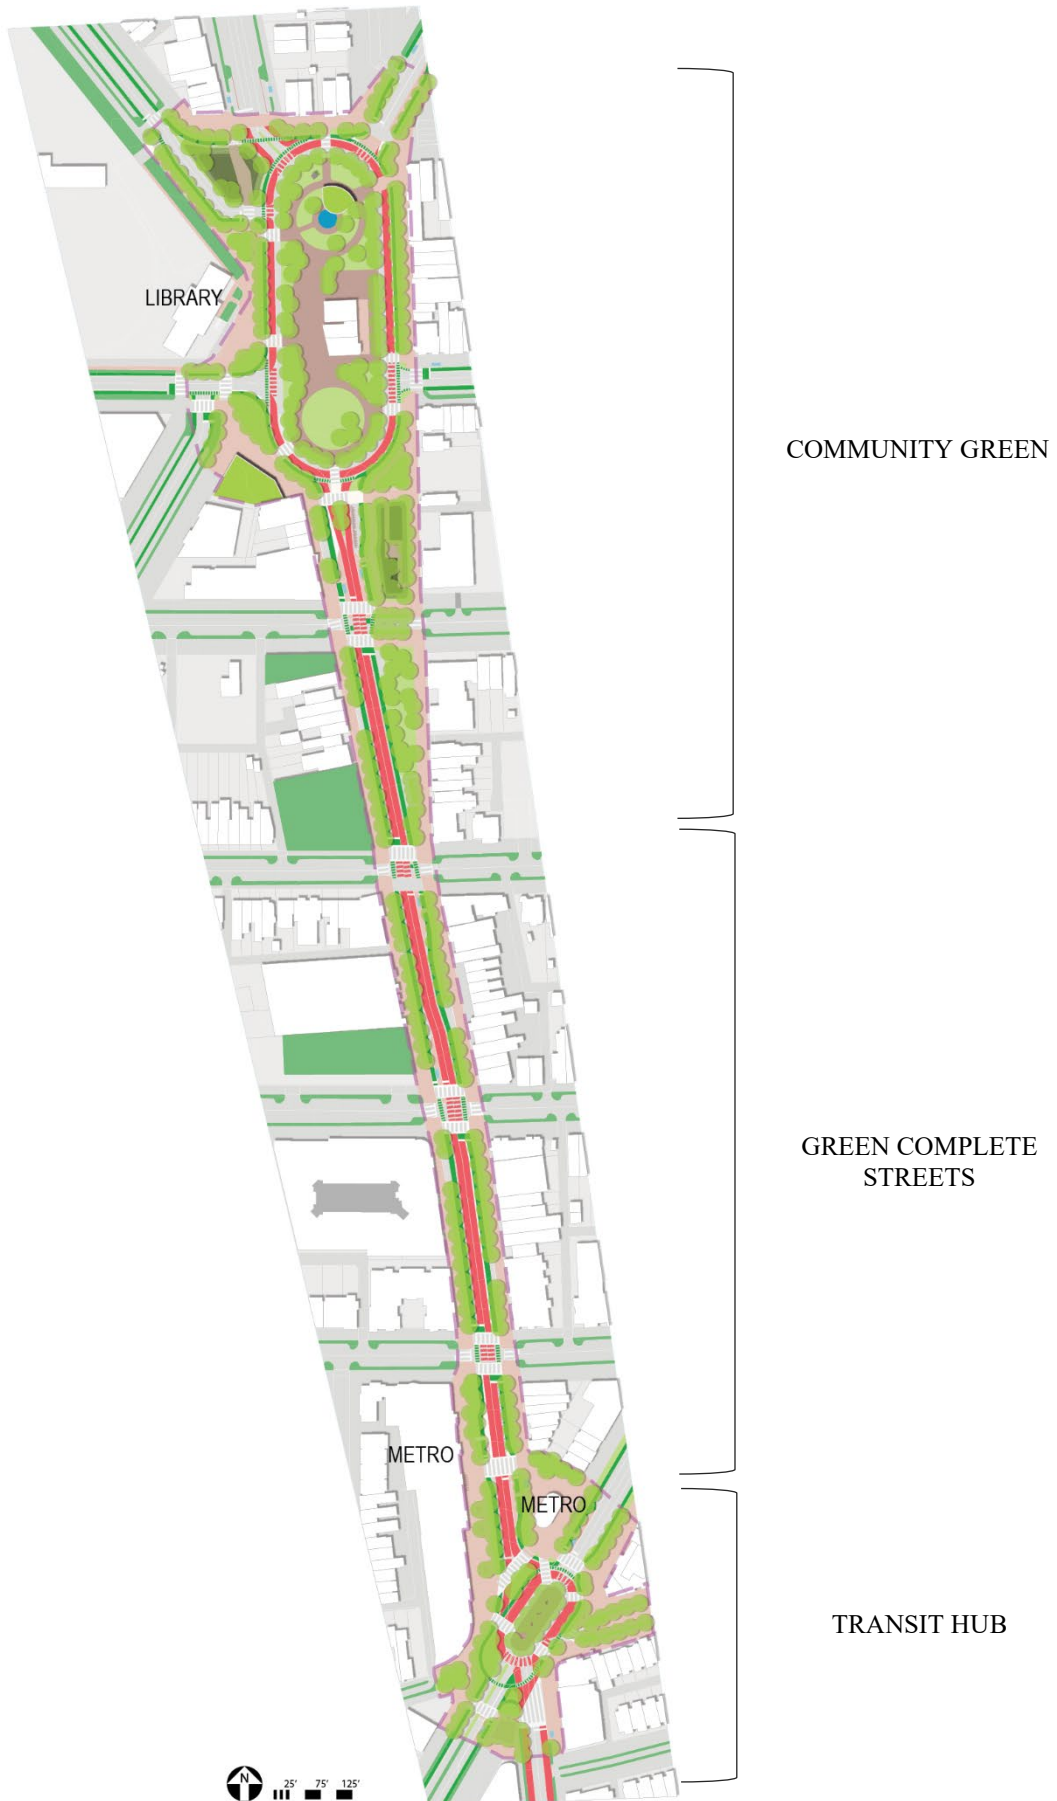 LIBRARY
COMMUNITY GREEN
GREEN COMPLETE
STREETS
METRO
METRO
TRANSIT HUB
N
25' 75' 125'